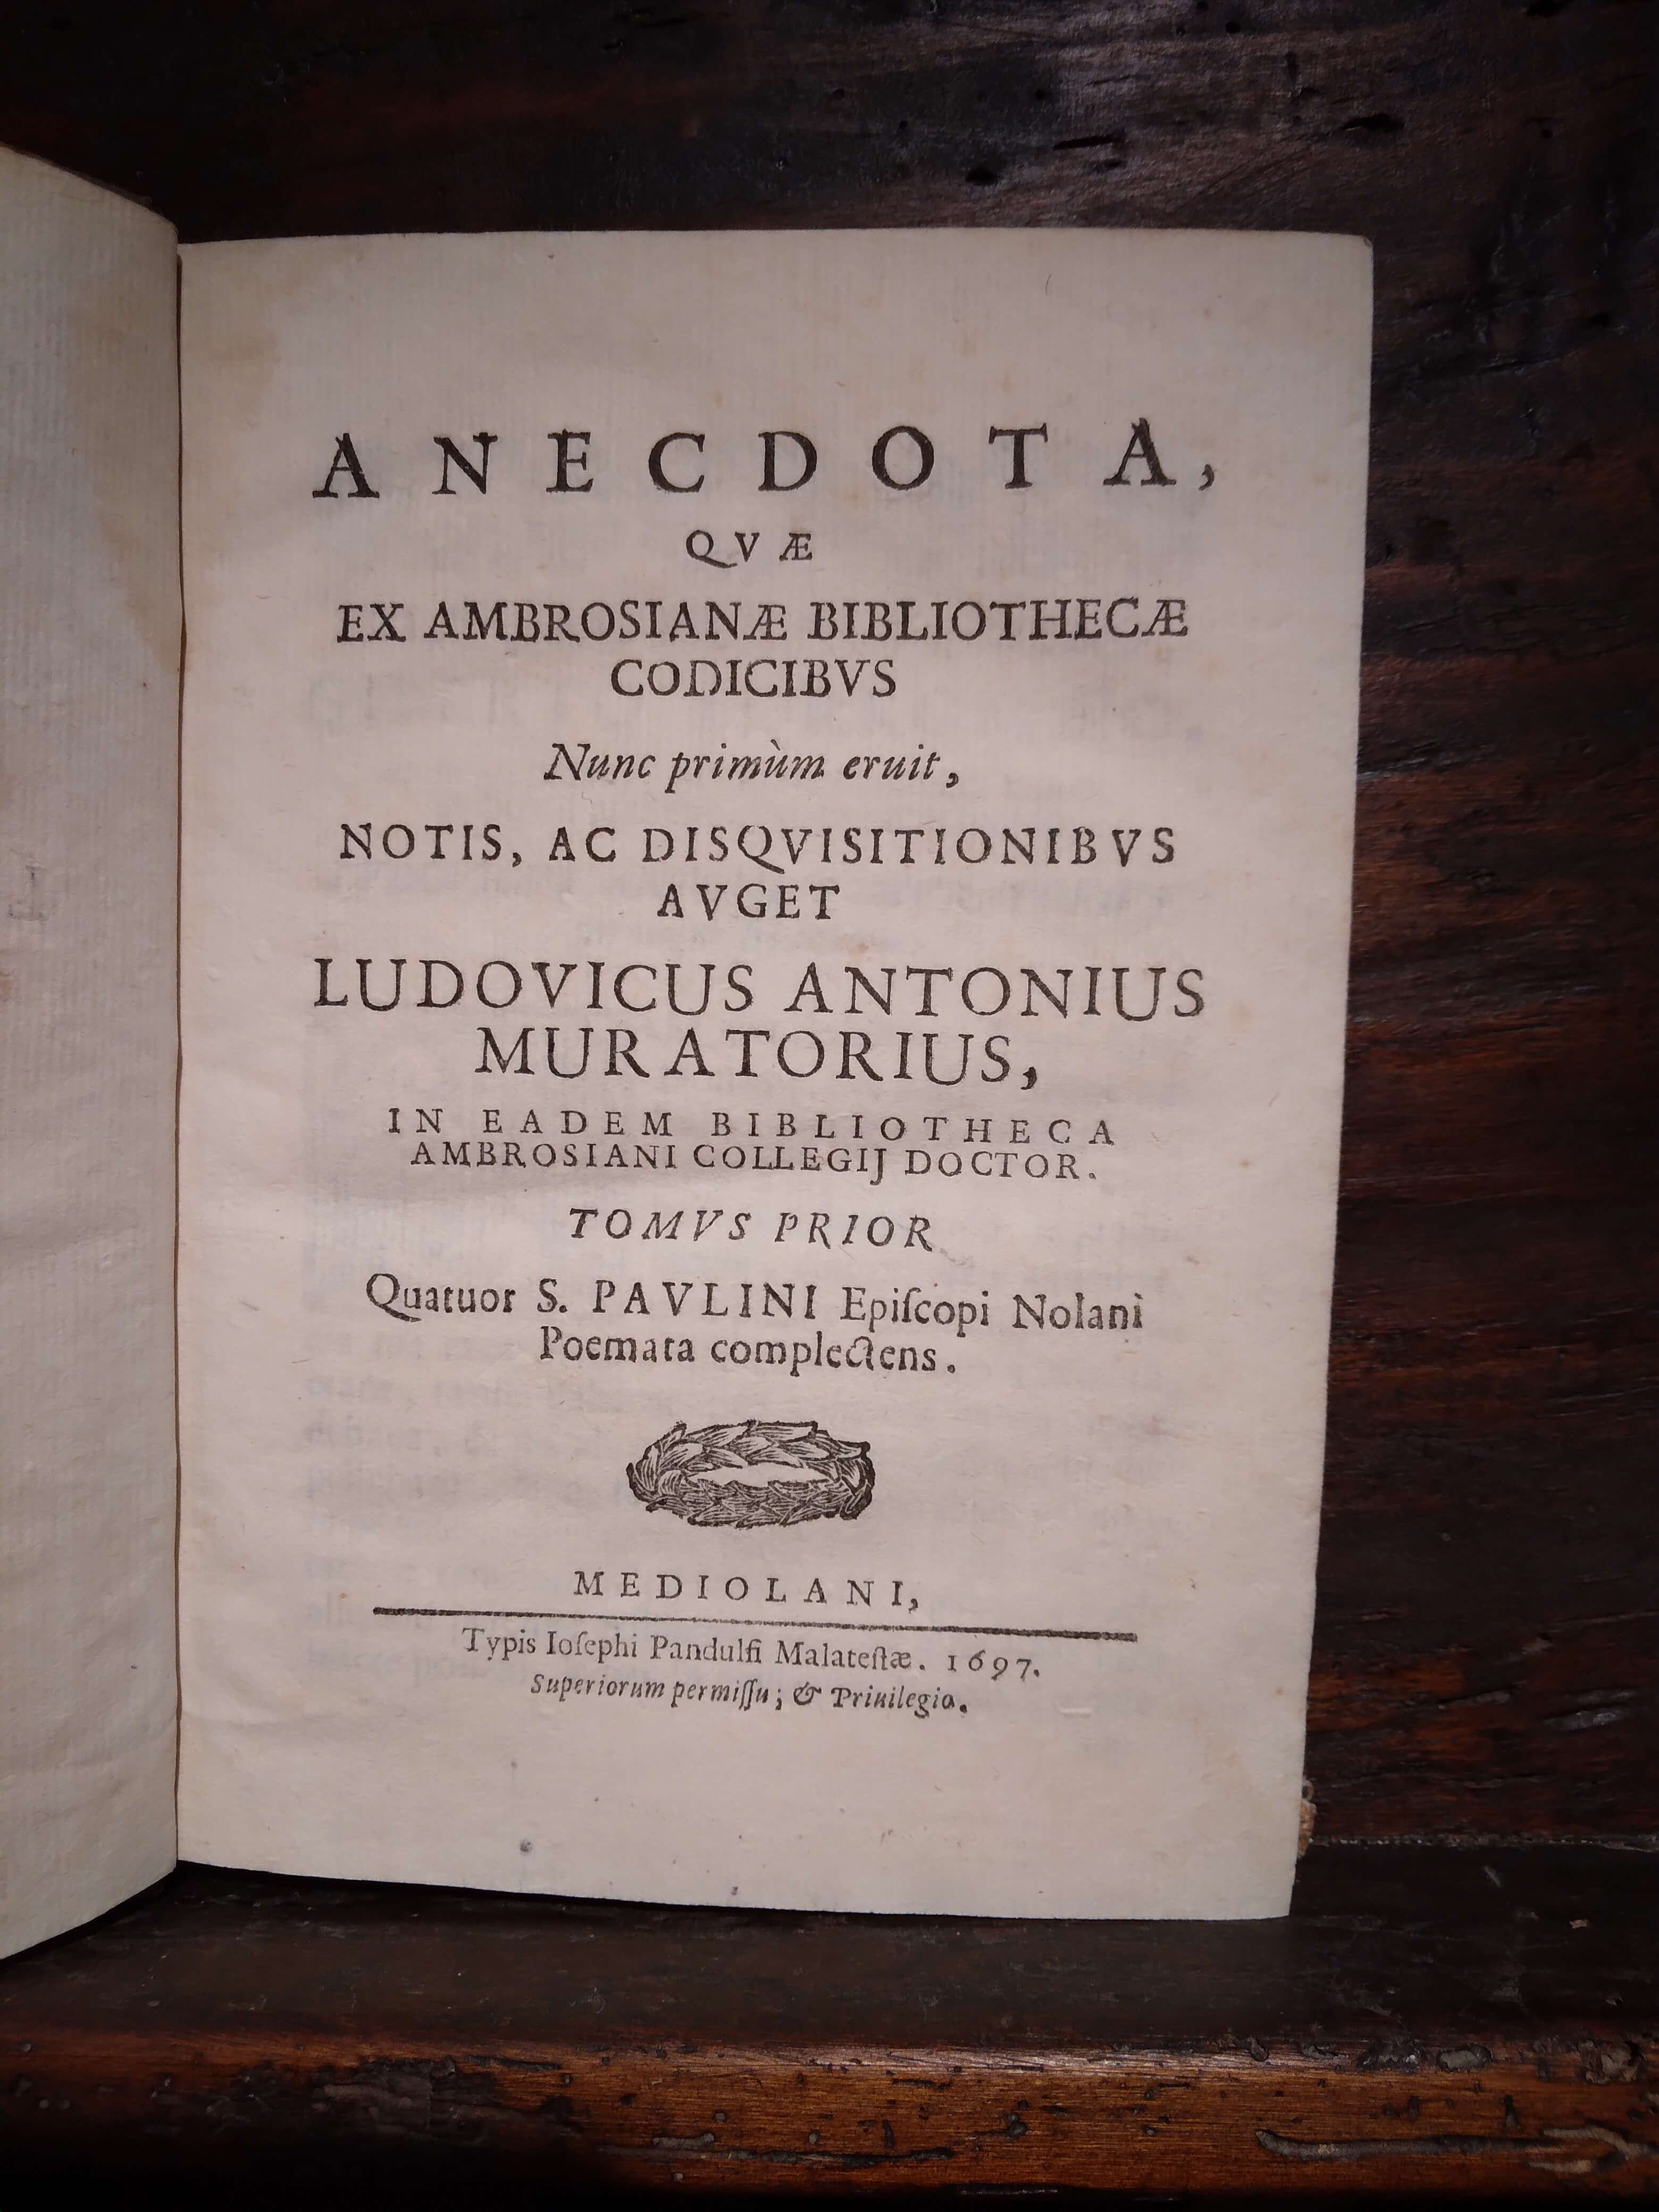 ANECDOTA,
QVÆ
EX AMBROSIANÆ BIBLIOTHECÆ
CODICIBVS
Nunc primùm eruit,
NOTIS, AC DISQVISITIONIBVS
AVGET
LUDOVICUS ANTONIUS
MURATORIUS,
IN EADEM BIBLIOTHECA
AMBROSIANI COLLEGIJ DOCTOR.
TOMVS PRIOR
Quatuor S. PAVLINI Epiſcopi Nolani
Poemata complectens.
MEDIOLANI,
Typis Ioſephi Pandulfi Malateſtæ. 1697.
Superiorum permiſſu; & Priuilegio.